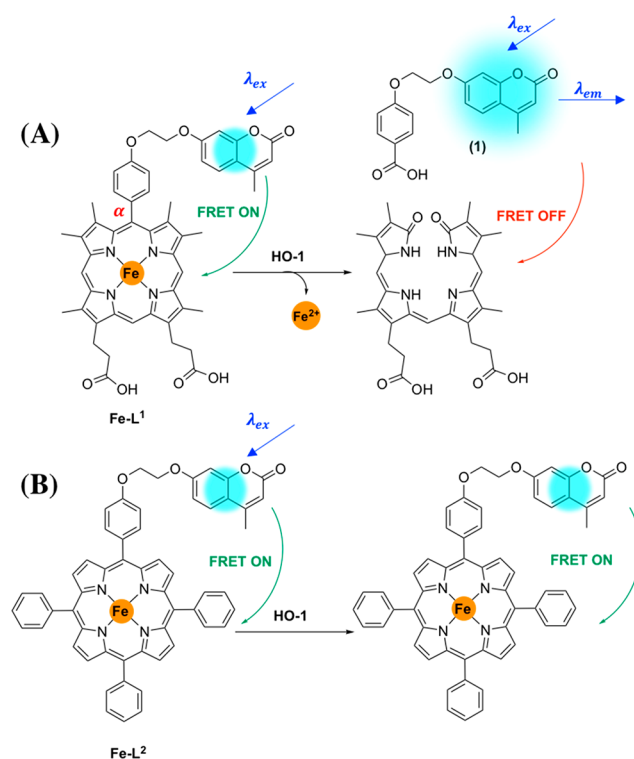 (A)
λex
O
O
O
O
α
FRET ON
N
N
N
N
Fe
O
OH
O
OH
Fe-L¹
HO-1
Fe²⁺
λex
λem
O
O
O
O
O
OH
(1)
FRET OFF
O
O
NH
HN
NH
N
O
OH
O
OH
(B)
λex
O
O
O
O
FRET ON
N
N
N
N
Fe
Fe-L²
HO-1
O
O
O
O
FRET ON
N
N
N
N
Fe